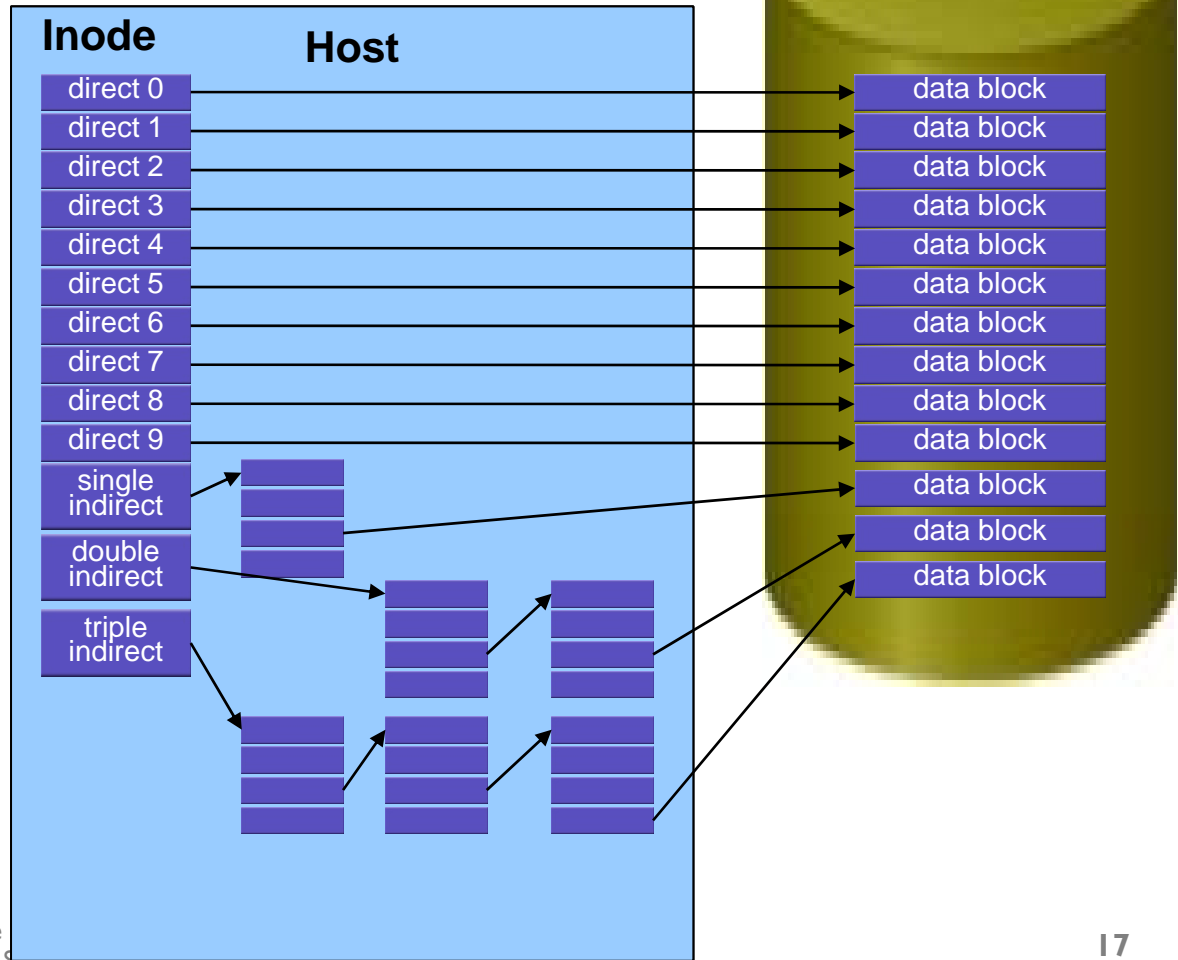 Inode
Host
direct 0
data block
direct 1
data block
direct 2
data block
direct 3
data block
direct 4
data block
direct 5
data block
direct 6
data block
direct 7
data block
direct 8
data block
direct 9
data block
single
indirect
data block
double
indirect
data block
triple
indirect
data block
17